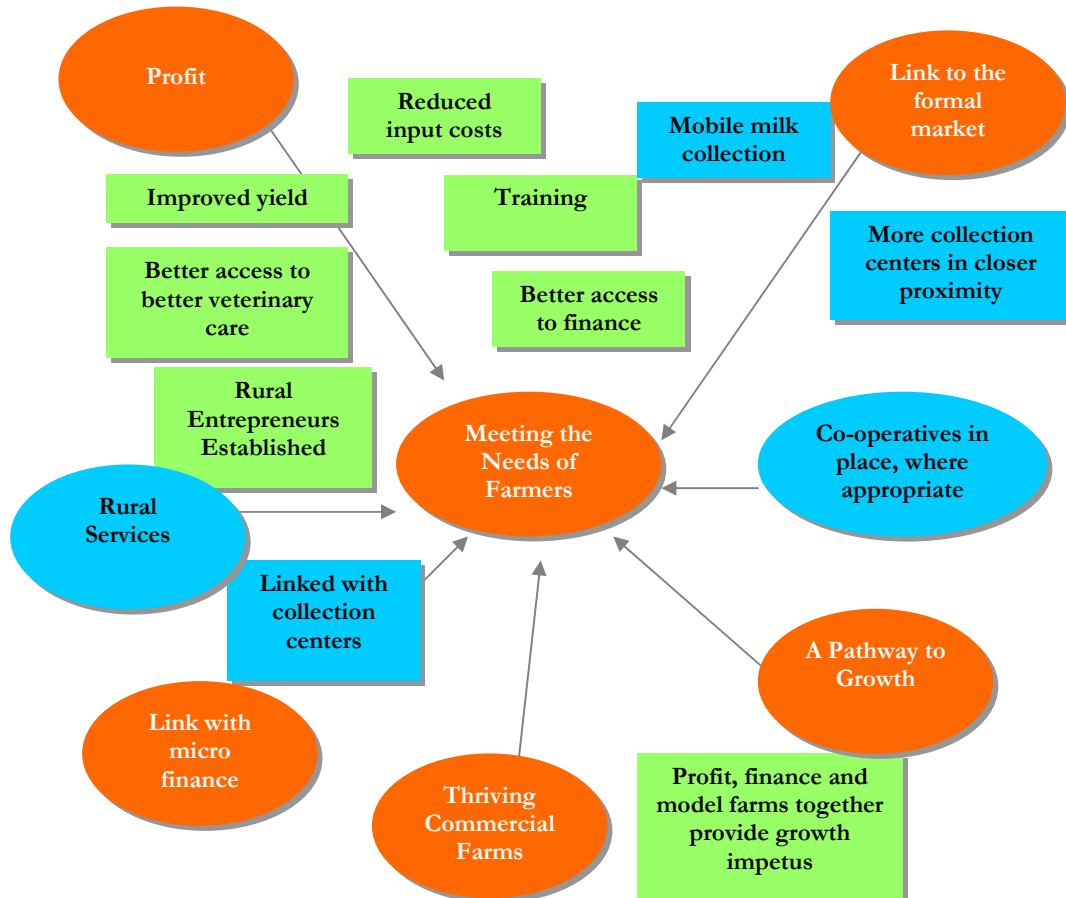 Profit
Reduced
input costs
Mobile milk
collection
Link to the
formal
market
Improved yield
Training
Better access to
better veterinary
care
Better access
to finance
More collection
centers in closer
proximity
Rural
Entrepreneurs
Established
Meeting the
Needs of
Farmers
Co-operatives in
place, where
appropriate
Rural
Services
Linked with
collection
centers
A Pathway to
Growth
Link with
micro
finance
Thriving
Commercial
Farms
Profit, finance and
model farms together
provide growth
impetus